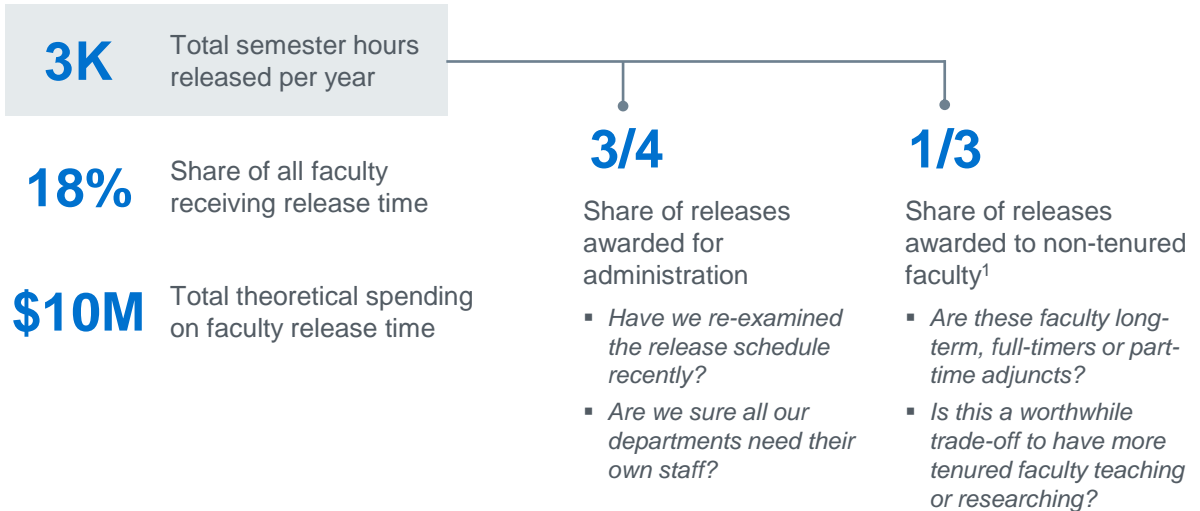 3K
Total semester hours
released per year
18%
Share of all faculty
receiving release time
$10M
Total theoretical spending
on faculty release time
3/4
Share of releases
awarded for
administration
▪ Have we re-examined
the release schedule
recently?
▪ Are we sure all our
departments need their
own staff?
1/3
Share of releases
awarded to non-tenured
faculty¹
▪ Are these faculty long-
term, full-timers or part-
time adjuncts?
▪ Is this a worthwhile
trade-off to have more
tenured faculty teaching
or researching?